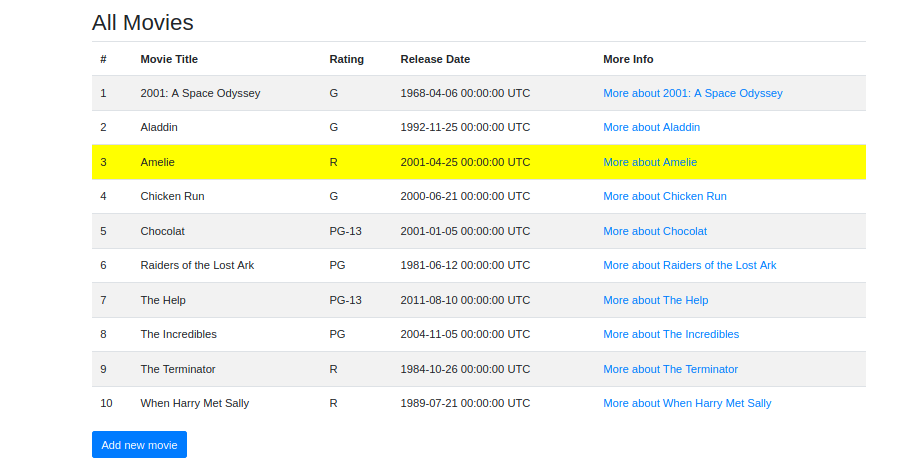 All Movies
# Movie Title Rating Release Date More Info
1 2001: A Space Odyssey G 1968-04-06 00:00:00 UTC More about 2001: A Space Odyssey
2 Aladdin G 1992-11-25 00:00:00 UTC More about Aladdin
3 Amelie R 2001-04-25 00:00:00 UTC More about Amelie
4 Chicken Run G 2000-06-21 00:00:00 UTC More about Chicken Run
5 Chocolat PG-13 2001-01-05 00:00:00 UTC More about Chocolat
6 Raiders of the Lost Ark PG 1981-06-12 00:00:00 UTC More about Raiders of the Lost Ark
7 The Help PG-13 2011-08-10 00:00:00 UTC More about The Help
8 The Incredibles PG 2004-11-05 00:00:00 UTC More about The Incredibles
9 The Terminator R 1984-10-26 00:00:00 UTC More about The Terminator
10 When Harry Met Sally R 1989-07-21 00:00:00 UTC More about When Harry Met Sally
Add new movie